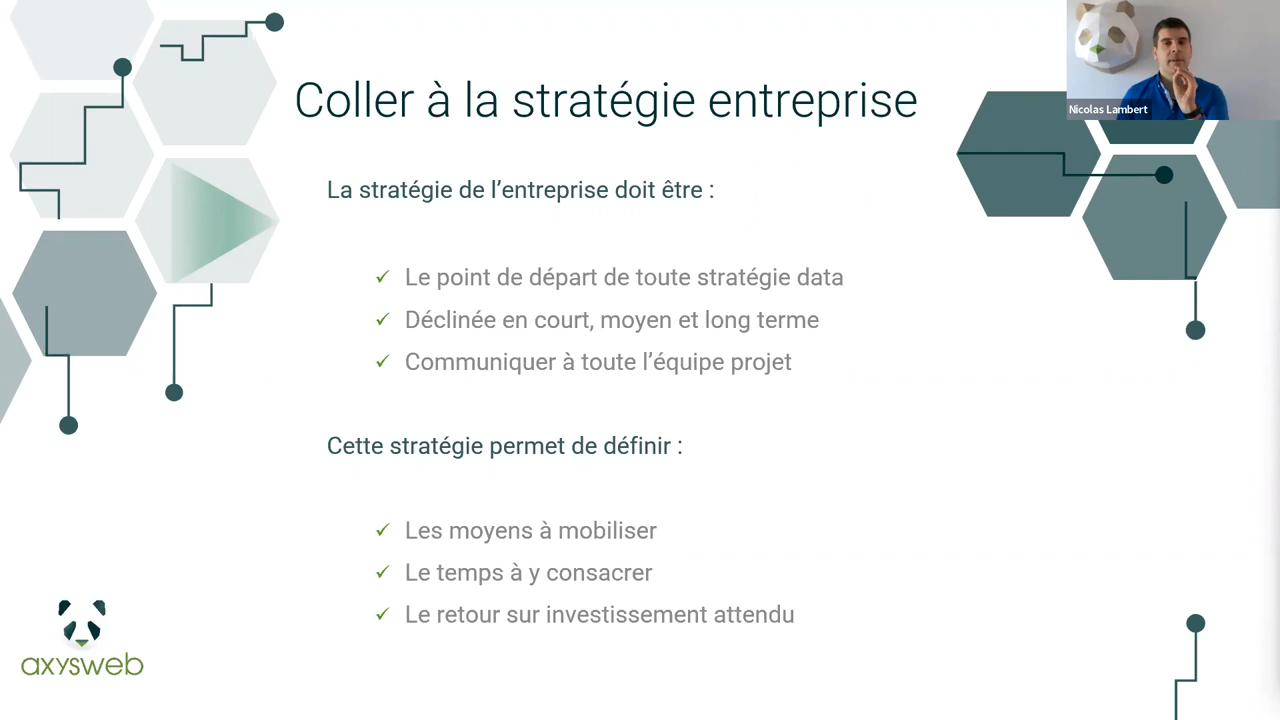 Coller à la stratégie entreprise
Nicolas Lambert
La stratégie de l’entreprise doit être :
Le point de départ de toute stratégie data
Déclinée en court, moyen et long terme
Communiquer à toute l’équipe projet
Cette stratégie permet de définir :
Les moyens à mobiliser
Le temps à y consacrer
Le retour sur investissement attendu
axysweb